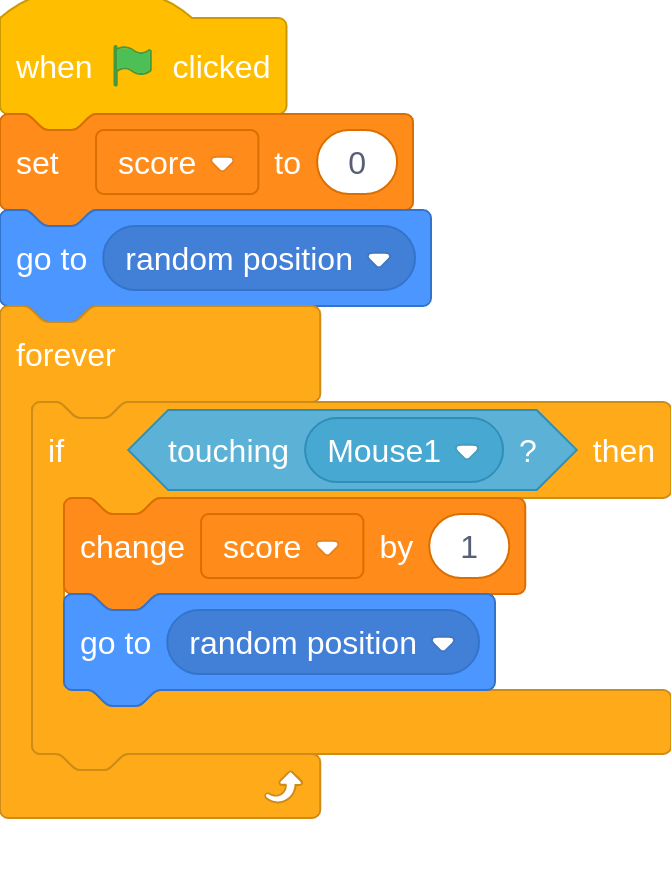 when clicked
set score to 0
go to random position
forever
if touching Mouse1 ? then
change score by 1
go to random position